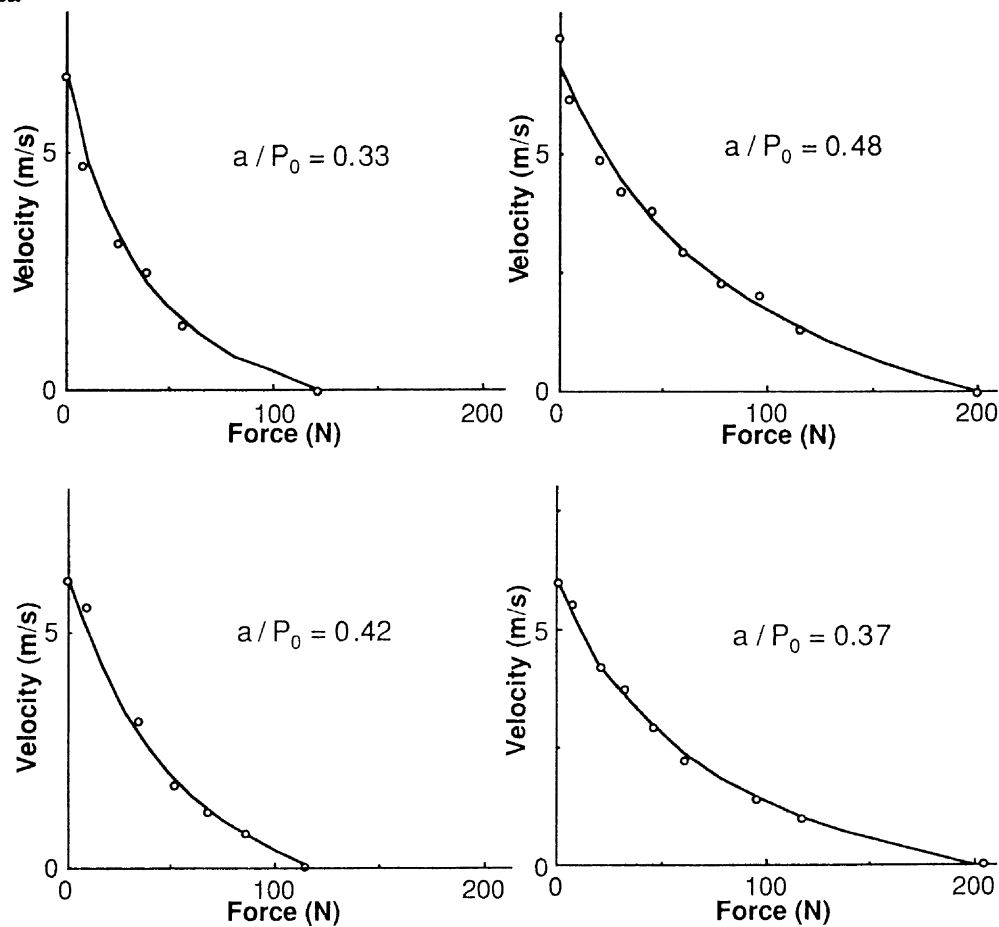 Velocity (m/s)
5
0
a / P₀ = 0.33
0 100 200
Force (N)
Velocity (m/s)
5
0
a / P₀ = 0.48
0 100 200
Force (N)
Velocity (m/s)
5
0
a / P₀ = 0.42
0 100 200
Force (N)
Velocity (m/s)
5
0
a / P₀ = 0.37
0 100 200
Force (N)